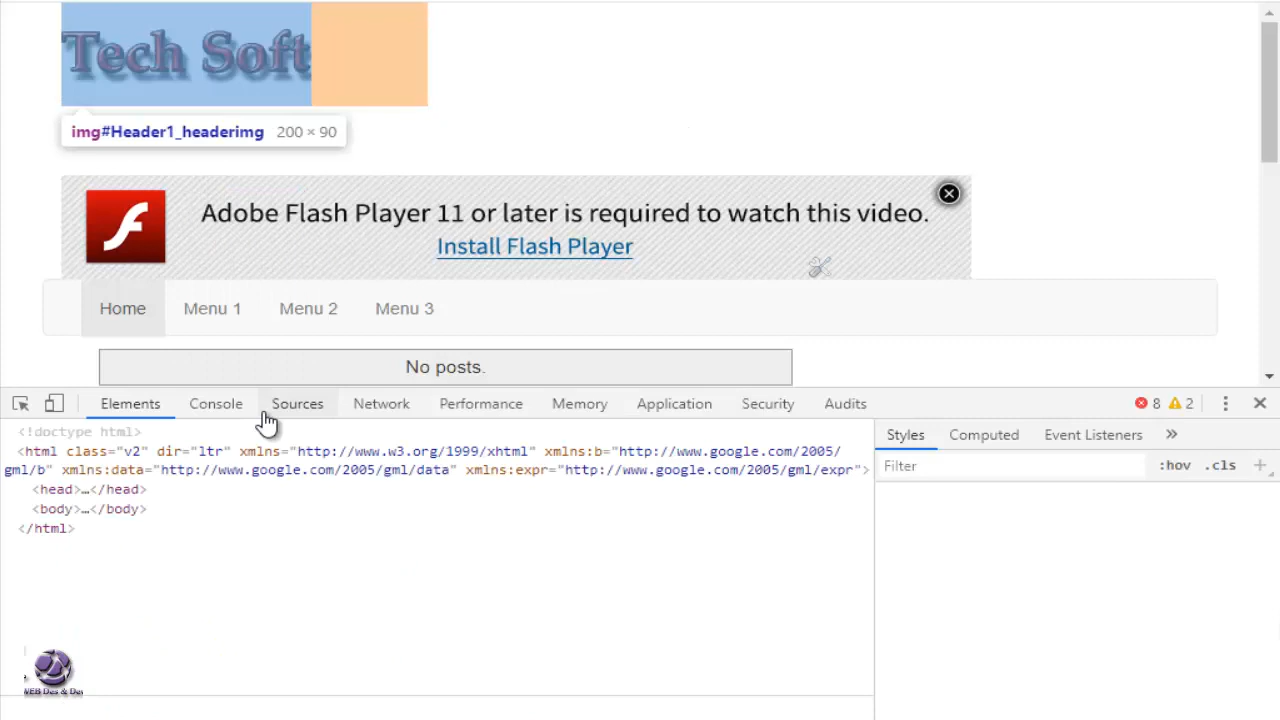 Tech Soft
img#Header1_headerimg 200 × 90
Adobe Flash Player 11 or later is required to watch this video.
Install Flash Player
Home Menu 1 Menu 2 Menu 3
No posts.
Elements Console Sources Network Performance Memory Application Security Audits 8 2
<!doctype html>
<html class="v2" dir="ltr" xmlns="http://www.w3.org/1999/xhtml" xmlns:b="http://www.google.com/2005/
gml/b" xmlns:data="http://www.google.com/2005/gml/data" xmlns:expr="http://www.google.com/2005/gml/expr">
<head>…</head>
<body>…</body>
</html>
Styles Computed Event Listeners »
Filter :hov .cls +
WEB Des & De